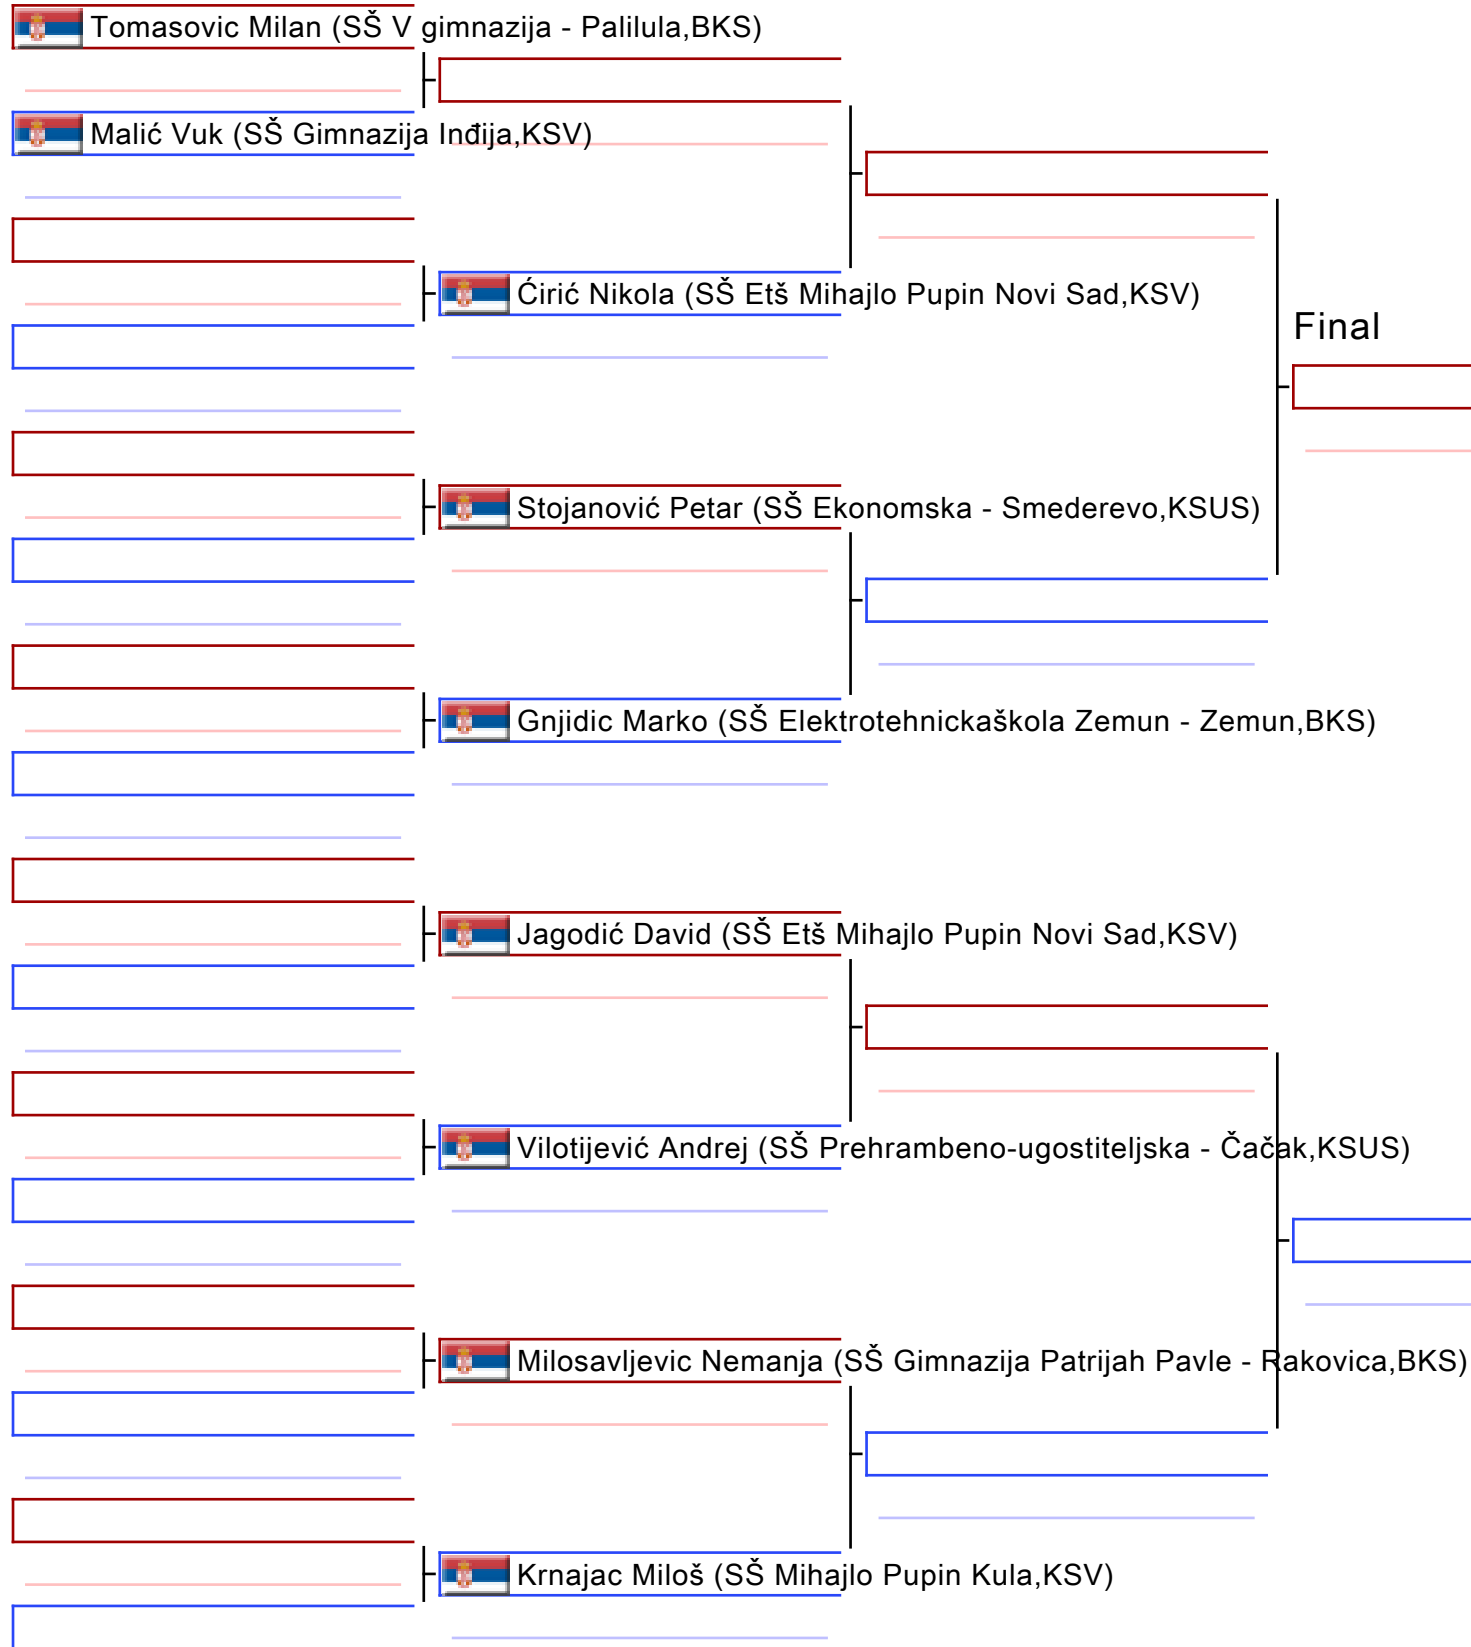 Tomasovic Milan (SŠ V gimnazija - Palilula,BKS)
Malić Vuk (SŠ Gimnazija Inđija,KSV)
Ćirić Nikola (SŠ Etš Mihajlo Pupin Novi Sad,KSV)
Final
Stojanović Petar (SŠ Ekonomska - Smederevo,KSUS)
Gnjidic Marko (SŠ Elektrotehnickaškola Zemun - Zemun,BKS)
Jagodić David (SŠ Etš Mihajlo Pupin Novi Sad,KSV)
Vilotijević Andrej (SŠ Prehrambeno-ugostiteljska - Čačak,KSUS)
Milosavljevic Nemanja (SŠ Gimnazija Patrijah Pavle - Rakovica,BKS)
Krnajac Miloš (SŠ Mihajlo Pupin Kula,KSV)